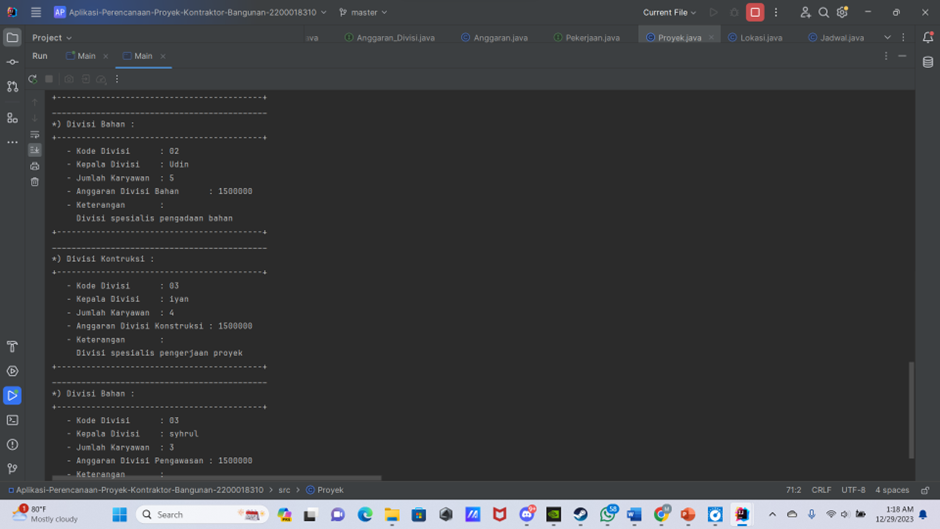 AP Aplikasi-Perencanaan-Proyek-Kontraktor-Bangunan-2200018310 master Current File
Project
ova Anggaran_Divisi.java Anggaran.java Pekerjaan.java Proyek.java Lokasi.java Jadwal.java
Run Main Main
+------------------------------------------+
___________________________________________
*) Divisi Bahan :
+------------------------------------------+
- Kode Divisi : 02
- Kepala Divisi : Udin
- Jumlah Karyawan : 5
- Anggaran Divisi Bahan : 1500000
- Keterangan :
Divisi spesialis pengadaan bahan
+------------------------------------------+
___________________________________________
*) Divisi Kontruksi :
+------------------------------------------+
- Kode Divisi : 03
- Kepala Divisi : iyan
- Jumlah Karyawan : 4
- Anggaran Divisi Konstruksi : 1500000
- Keterangan :
Divisi spesialis pengerjaan proyek
+------------------------------------------+
___________________________________________
*) Divisi Bahan :
+------------------------------------------+
- Kode Divisi : 03
- Kepala Divisi : syhrul
- Jumlah Karyawan : 3
- Anggaran Divisi Pengawasan : 1500000
- Keterangan :
Aplikasi-Perencanaan-Proyek-Kontraktor-Bangunan-2200018310 > src > Proyek 71:2 CRLF UTF-8 4 spaces
80°F
Mostly cloudy
Search
1:18 AM
12/29/2023